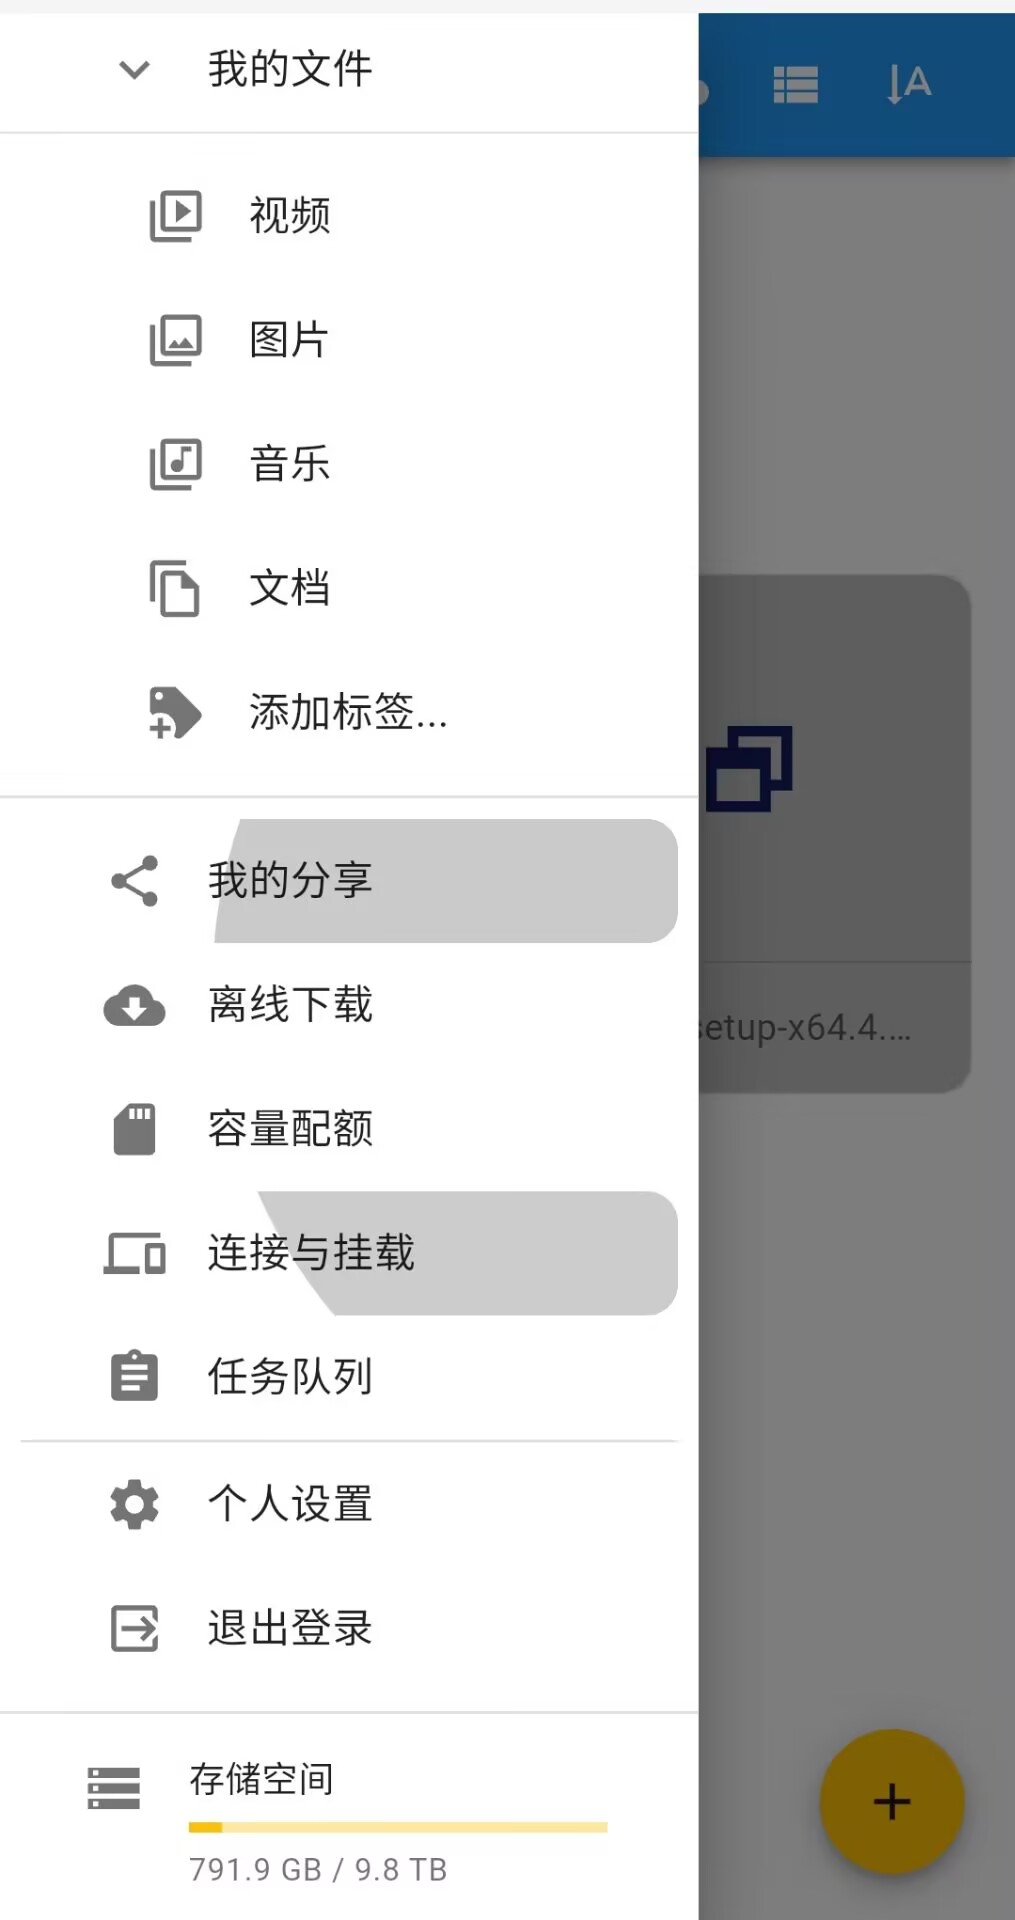 我的文件
A
视频
图片
音乐
文档
添加标签...
我的分享
离线下载
setup-x64.4....
容量配额
连接与挂载
任务队列
个人设置
退出登录
存储空间
791.9 GB / 9.8 TB